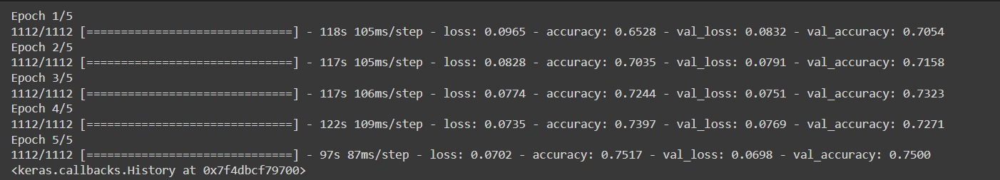 Epoch 1/5
1112/1112 [==============================] - 118s 105ms/step - loss: 0.0965 - accuracy: 0.6528 - val_loss: 0.0832 - val_accuracy: 0.7054
Epoch 2/5
1112/1112 [==============================] - 117s 105ms/step - loss: 0.0828 - accuracy: 0.7035 - val_loss: 0.0791 - val_accuracy: 0.7158
Epoch 3/5
1112/1112 [==============================] - 117s 106ms/step - loss: 0.0774 - accuracy: 0.7244 - val_loss: 0.0751 - val_accuracy: 0.7323
Epoch 4/5
1112/1112 [==============================] - 122s 109ms/step - loss: 0.0735 - accuracy: 0.7397 - val_loss: 0.0769 - val_accuracy: 0.7271
Epoch 5/5
1112/1112 [==============================] - 97s 87ms/step - loss: 0.0702 - accuracy: 0.7517 - val_loss: 0.0698 - val_accuracy: 0.7500
<keras.callbacks.History at 0x7f4dbcf79700>